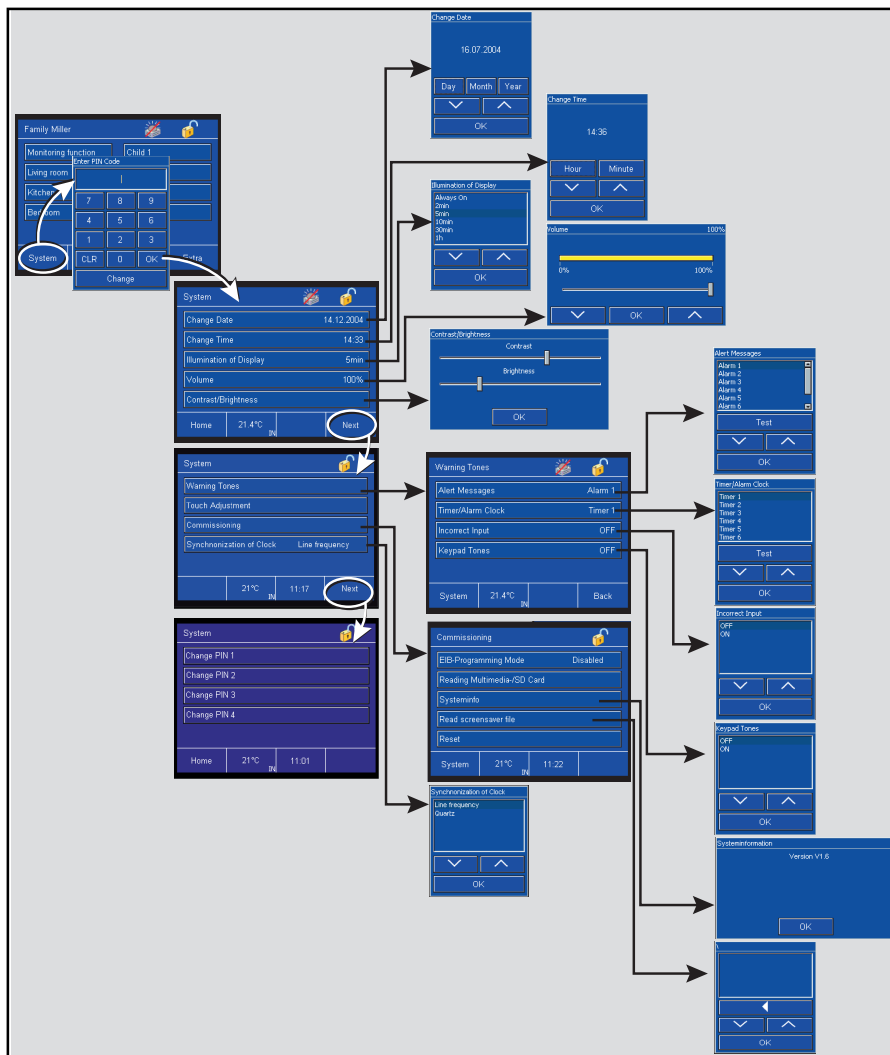 Change Date
16.07.2004
Day Month Year
OK
Change Time
14:36
Hour Minute
OK
Family Miller
Monitoring function Child 1
Living room
Kitchen
Enter PIN Code
7 8 9
4 5 6
1 2 3
CLR 0 OK
Change
System
Illumination of Display
Always On
2min
5min
10min
30min
1h
OK
Volume 100%
0% 100%
OK
System
Change Date 14.12.2004
Change Time 14:33
Illumination of Display 5min
Volume 100%
Contrast/Brightness
Home 21.4°C IN Next
Contrast/Brightness
Contrast
Brightness
OK
Alert Messages
Alarm 1
Alarm 2
Alarm 3
Alarm 4
Alarm 5
Alarm 6
Test
OK
System
Warning Tones
Touch Adjustment
Commissioning
Synchnonization of Clock Line frequency
21°C IN 11:17 Next
Warning Tones
Alert Messages Alarm 1
Timer/Alarm Clock Timer 1
Incorrect Input OFF
Keypad Tones OFF
System 21.4°C IN Back
Timer/Alarm Clock
Timer 1
Timer 2
Timer 3
Timer 4
Timer 5
Timer 6
Test
OK
System
Change PIN 1
Change PIN 2
Change PIN 3
Change PIN 4
Home 21°C IN 11:01
Commissioning
EIB-Programming Mode Disabled
Reading Multimedia-/SD Card
Systeminfo
Read screensaver file
Reset
System 21°C IN 11:22
Incorrect Input
OFF
ON
OK
Keypad Tones
OFF
ON
OK
Synchnonization of Clock
Line frequency
Quartz
OK
Systeminformation
Version V1.6
OK
\
OK